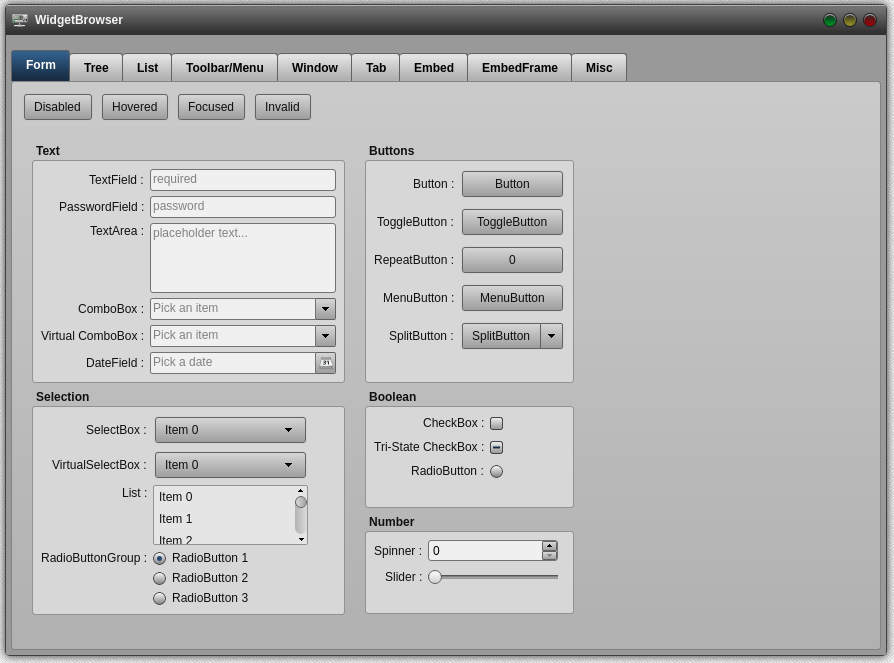 WidgetBrowser
Form Tree List Toolbar/Menu Window Tab Embed EmbedFrame Misc
Disabled Hovered Focused Invalid
Text
TextField : required
PasswordField : password
TextArea : placeholder text...
ComboBox : Pick an item
Virtual ComboBox : Pick an item
DateField : Pick a date 31
Buttons
Button : Button
ToggleButton : ToggleButton
RepeatButton : 0
MenuButton : MenuButton
SplitButton : SplitButton
Selection
SelectBox : Item 0
VirtualSelectBox : Item 0
List : Item 0
Item 1
Item 2
RadioButtonGroup : RadioButton 1
RadioButton 2
RadioButton 3
Boolean
CheckBox :
Tri-State CheckBox :
RadioButton :
Number
Spinner : 0
Slider :